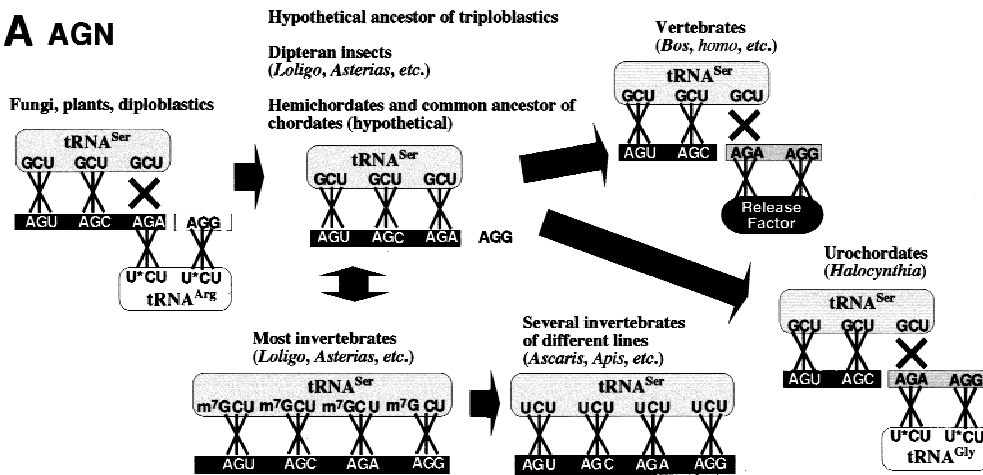 A AGN
Fungi, plants, diploblastics
tRNASer
GCU GCU GCU
AGU AGC AGA AGG
U*CU U*CU
tRNAArg
Hypothetical ancestor of triploblastics
Dipteran insects
(Loligo, Asterias, etc.)
Hemichordates and common ancestor of
chordates (hypothetical)
tRNASer
GCU GCU GCU
AGU AGC AGA AGG
Vertebrates
(Bos, homo, etc.)
tRNASer
GCU GCU GCU
AGU AGC AGA AGG
Release
Factor
Most invertebrates
(Loligo, Asterias, etc.)
tRNASer
m7GCU m7GCU m7GCU m7GCU
AGU AGC AGA AGG
Several invertebrates
of different lines
(Ascaris, Apis, etc.)
tRNASer
UCU UCU UCU UCU
AGU AGC AGA AGG
Urochordates
(Halocynthia)
tRNASer
GCU GCU GCU
AGU AGC AGA AGG
U*CU U*CU
tRNAGly